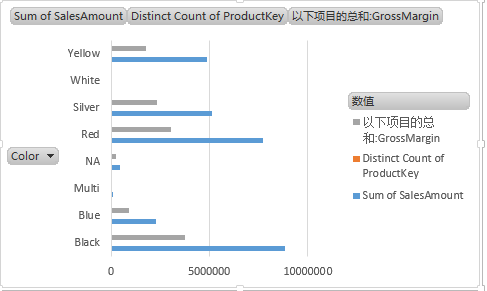 Sum of SalesAmount Distinct Count of ProductKey 以下项目的总和:GrossMargin
Yellow
White
Silver
Red
NA
Multi
Blue
Black
Color
0 5000000 10000000
数值
以下项目的总
和:GrossMargin
Distinct Count of
ProductKey
Sum of SalesAmount